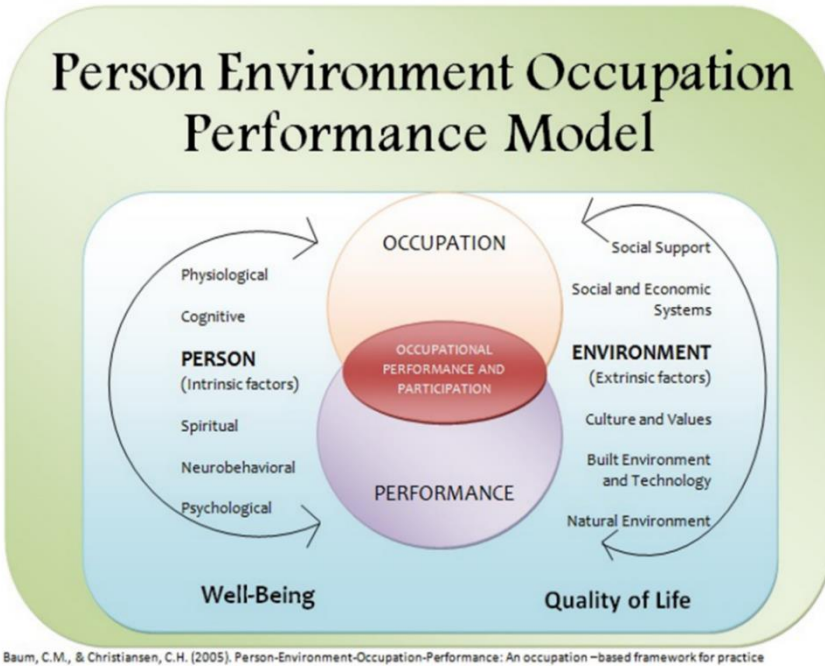 Person Environment Occupation
Performance Model
Physiological
Cognitive
PERSON
(Intrinsic factors)
Spiritual
Neurobehavioral
Psychological
OCCUPATION
OCCUPATIONAL
PERFORMANCE AND
PARTICIPATION
PERFORMANCE
Social Support
Social and Economic
Systems
ENVIRONMENT
(Extrinsic factors)
Culture and Values
Built Environment
and Technology
Natural Environment
Well-Being
Quality of Life
Baum, C.M., & Christiansen, C.H. (2005). Person-Environment-Occupation-Performance: An occupation –based framework for practice